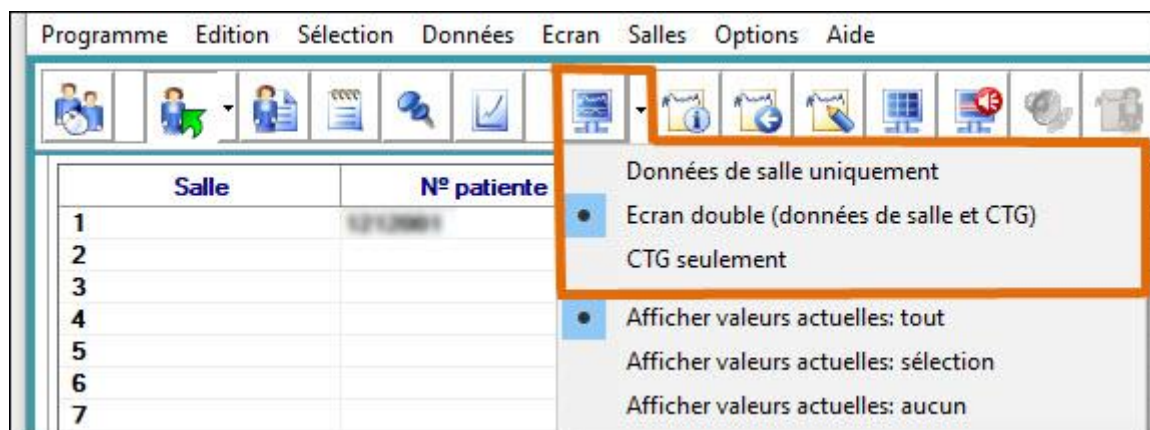 Programme Edition Sélection Données Ecran Salles Options Aide
Salle Nº patiente
1
2
3
4
5
6
7
Données de salle uniquement
Ecran double (données de salle et CTG)
CTG seulement
Afficher valeurs actuelles: tout
Afficher valeurs actuelles: sélection
Afficher valeurs actuelles: aucun